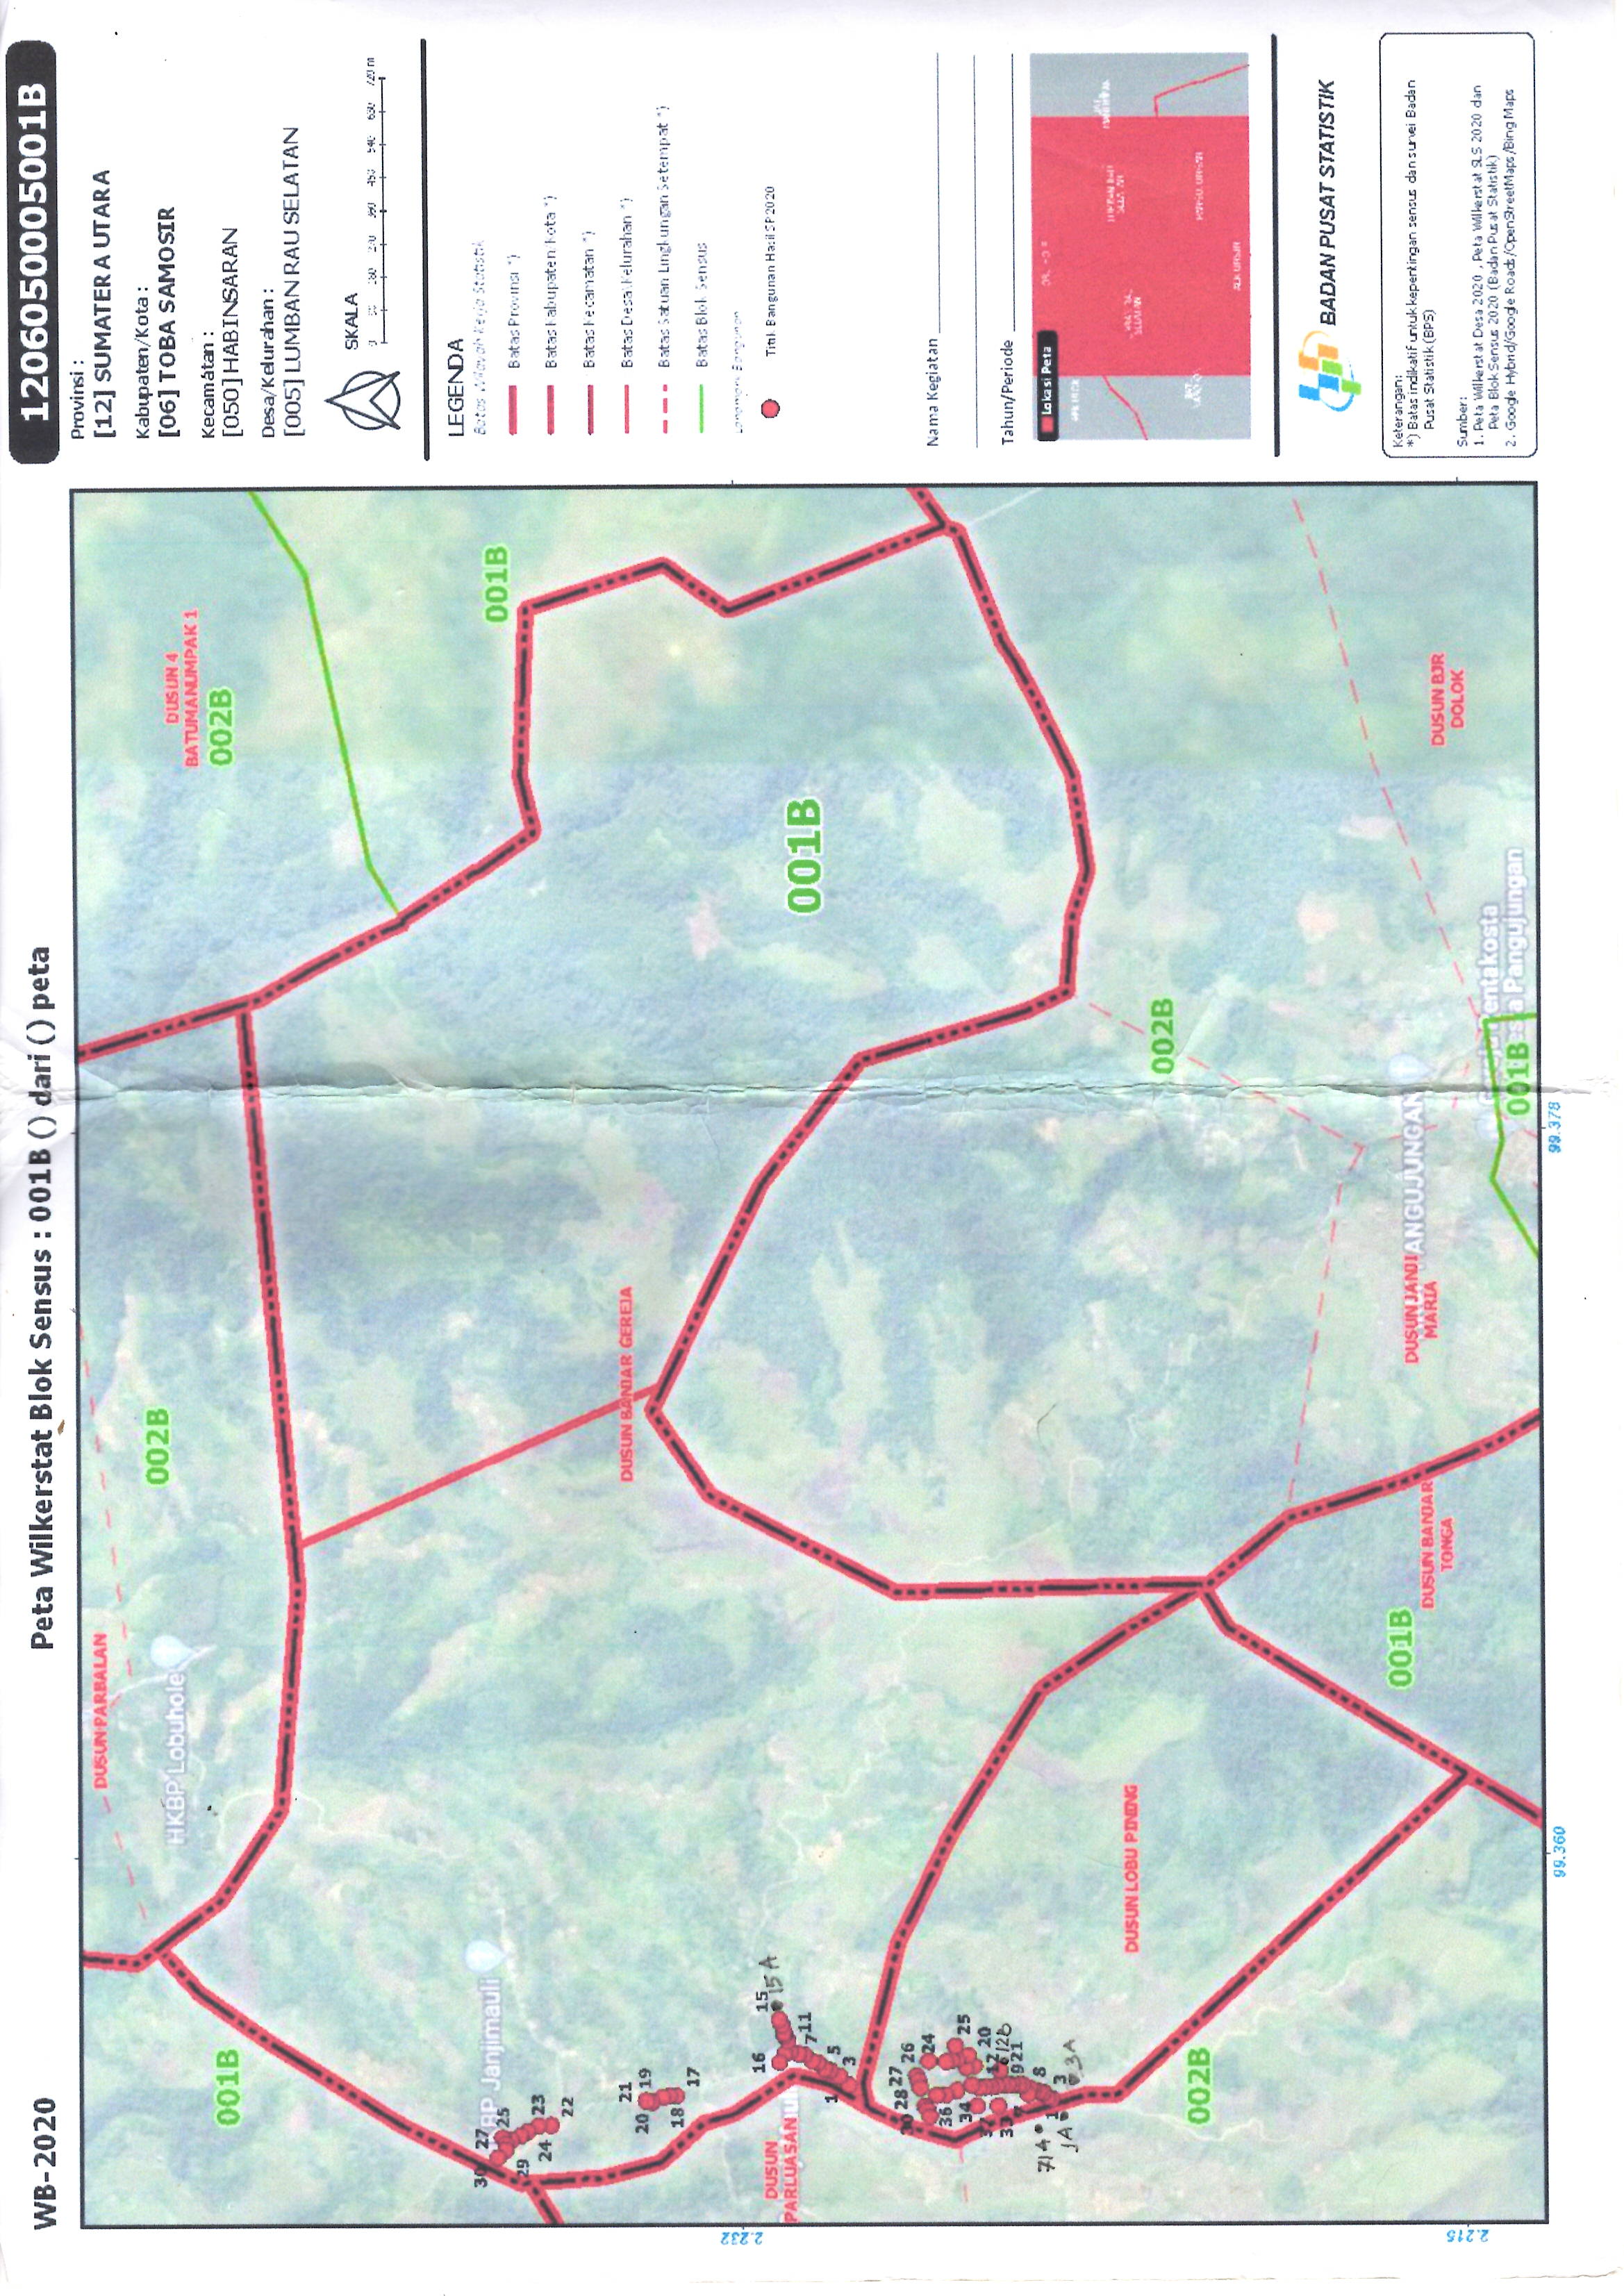 WB-2020
Peta Wilkerstat Blok Sensus : 001B () dari () peta
1206050005001B
Provinsi :
[12] SUMATERA UTARA
Kabupaten/Kota :
[06] TOBA SAMOSIR
Kecamatan :
[050] HABINSARAN
Desa/Kelurahan :
[005] LUMBAN RAU SELATAN
SKALA
0 90 180 270 360 450 540 630 720 m
LEGENDA
Batas Wilayah Kerja Statistik
Batas Provinsi *)
Batas Kabupaten/Kota *)
Batas Kecamatan *)
Batas Desa/Kelurahan *)
Batas Satuan Lingkungan Setempat *)
Batas Blok Sensus
Landmark Bangunan
Titik Bangunan Hasil SP2020
Nama Kegiatan
Tahun/Periode
Lokasi Peta
BADAN PUSAT STATISTIK
Keterangan:
*) Batas indikatif untuk kepentingan sensus dan survei Badan
Pusat Statistik (BPS)
Sumber:
1. Peta Wilkerstat Desa 2020 , Peta Wilkerstat SLS 2020 dan
Peta Blok Sensus 2020 (Badan Pusat Statistik)
2. Google Hybrid/Google Roads/OpenStreetMaps/Bing Maps
DUSUN PARBALAN
HKBP Lobuhole
002B
DUSUN 4
BATUMANUMPAK 1
002B
001B
001B
30 27
Janjimauli
25
29
24 23
22
21
20 19
18
17
DUSUN BANJAR GEREJA
2.232
DUSUN
PARLUASAN
16
15
15A
7 11
1
5
3
001B
30 28 27
26
24
36
34
25
20
12
12B
33
9 21
71A
8
1
3
1A
3A
DUSUN LOBU PINING
002B
002B
001B
DUSUN BANJAR
TONGA
DUSUN JANJI ANGUJUNGAN
MARIA
DUSUN BJR
DOLOK
2.215
Gereja Pentakosta
001B
Pangujungan
99.360
99.378